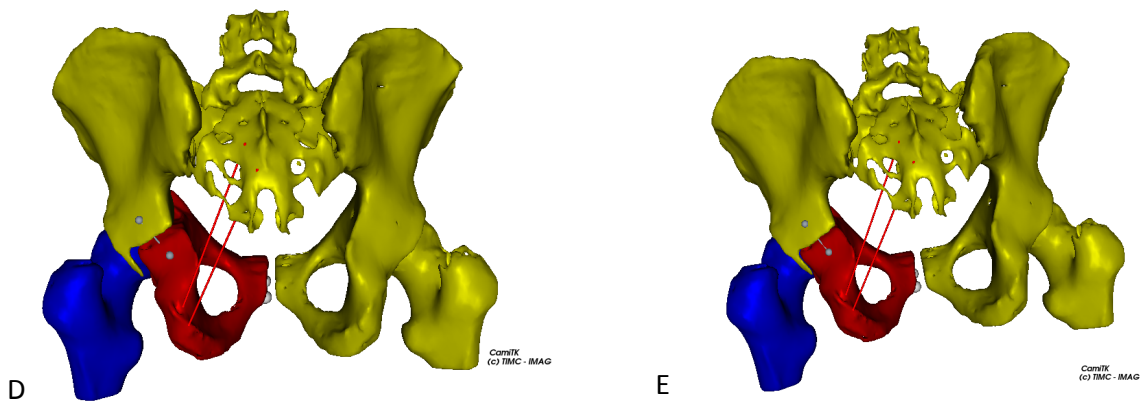 CamiTK
(c) TIMC - IMAG
D
CamiTK
(c) TIMC - IMAG
E